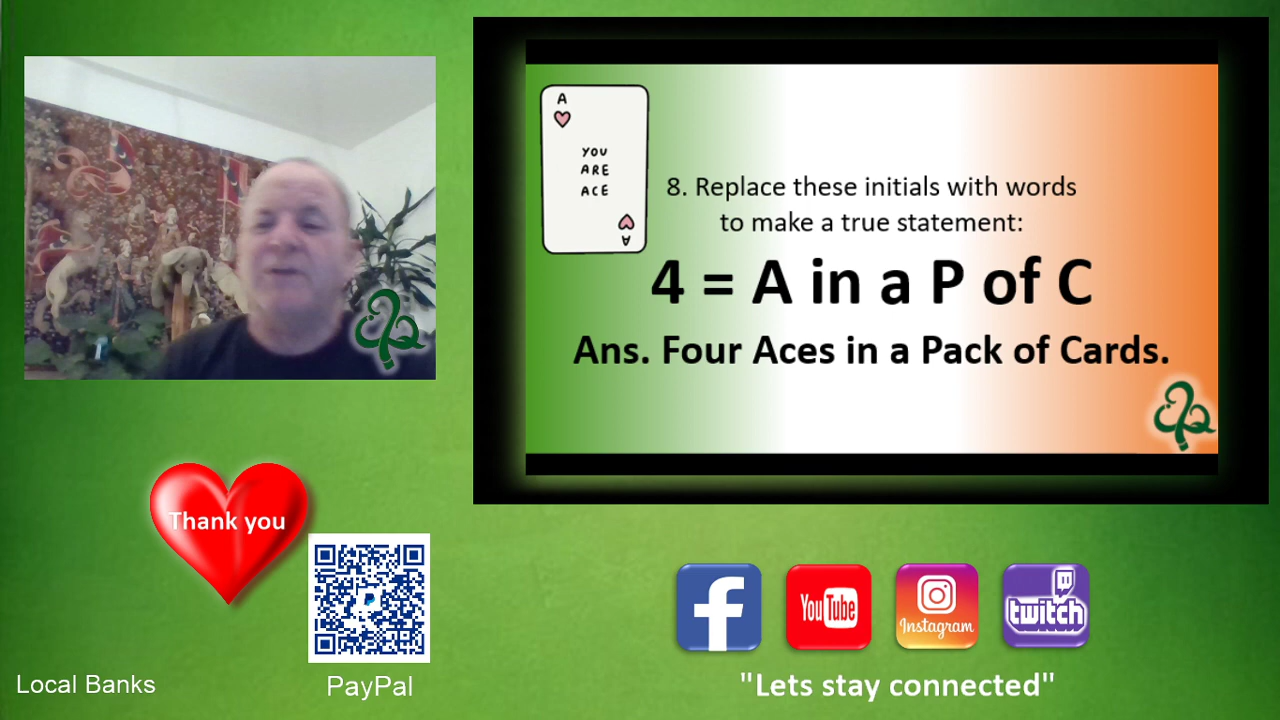 A
YOU
ARE
ACE
A
8. Replace these initials with words
to make a true statement:
4 = A in a P of C
Ans. Four Aces in a Pack of Cards.
Thank you
P
Local Banks
PayPal
f
YouTube
Instagram
twitch
"Lets stay connected"